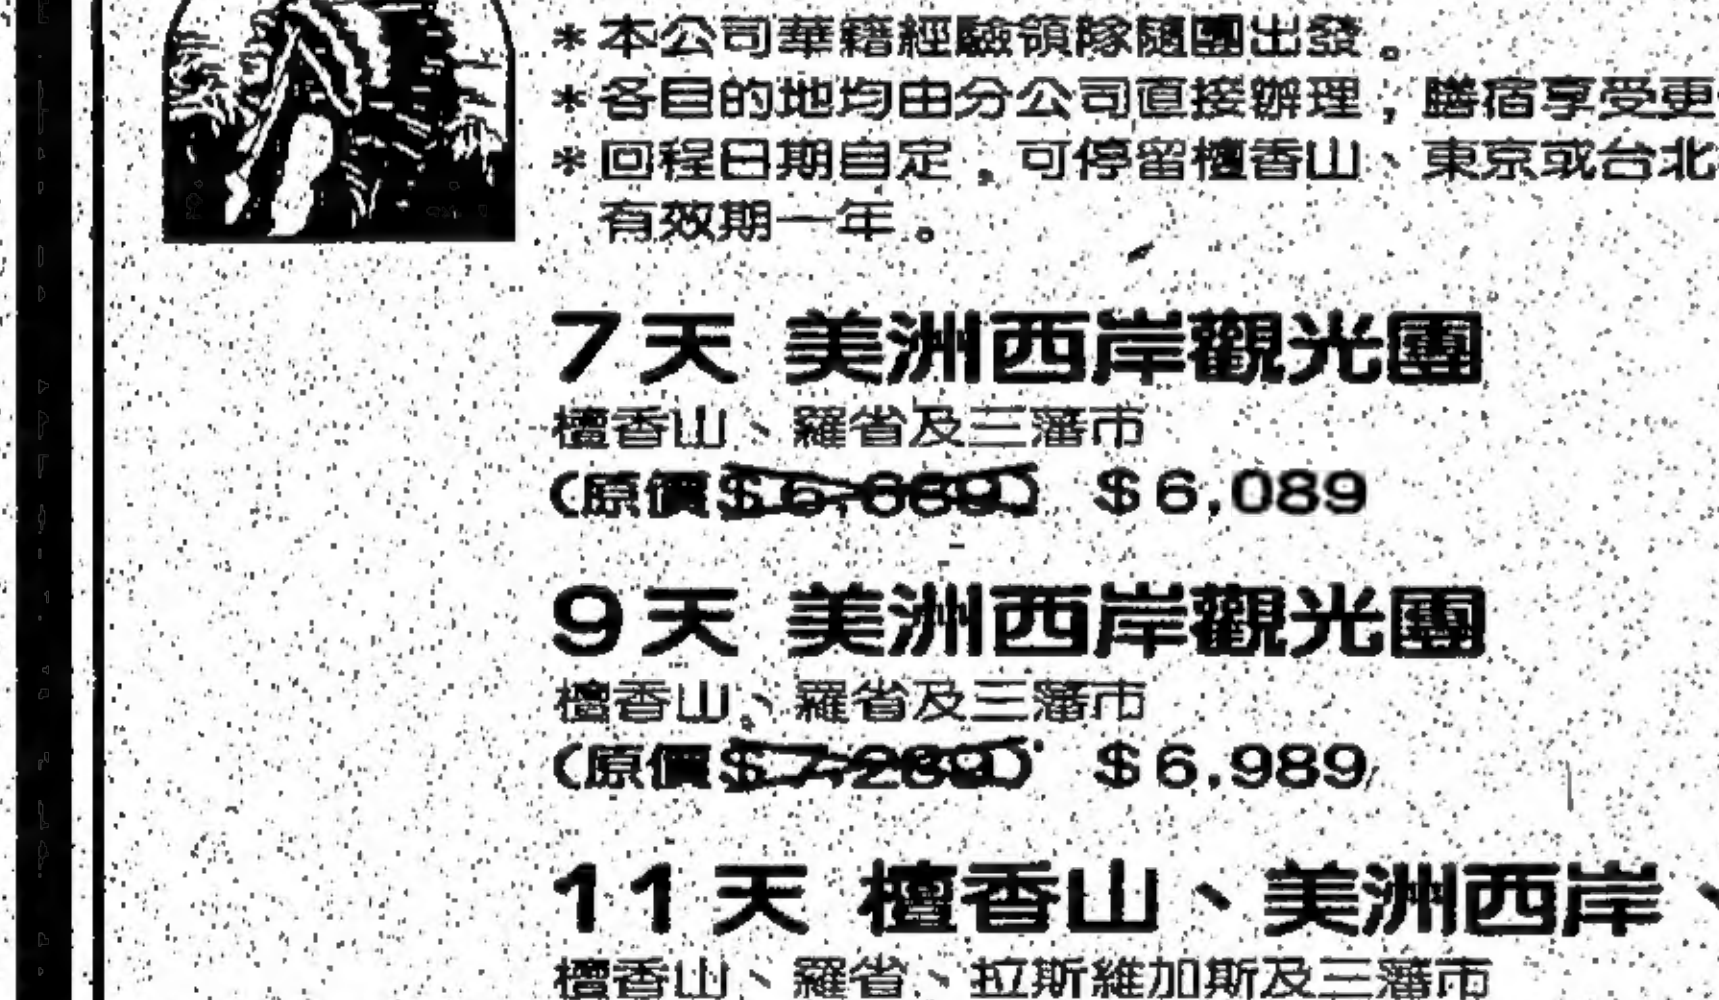 *本公司華籍經驗領隊隨團出發。
*各目的地均由分公司直接辦理，膳宿享受更
*回程日期自定，可停留檀香山、東京或台北
有效期一年。
7天 美洲西岸觀光團
檀香山、羅省及三藩市
(原價$6,689) $6,089
9天 美洲西岸觀光團
檀香山、羅省及三藩市
(原價$7,289) $6,989
11天 檀香山、美洲西岸、
檀香山、羅省、拉斯維加斯及三藩市